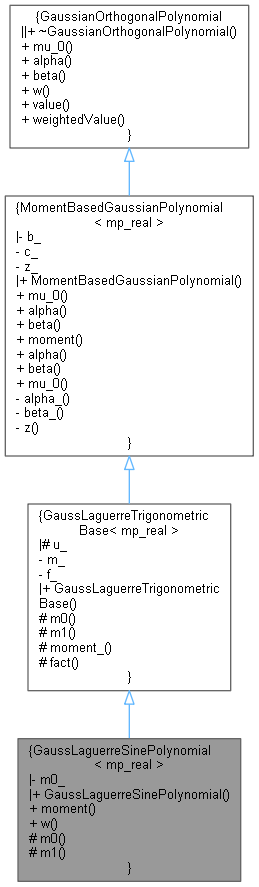 {GaussianOrthogonalPolynomial
||+ ~GaussianOrthogonalPolynomial()
+ mu_0()
+ alpha()
+ beta()
+ w()
+ value()
+ weightedValue()
}
{MomentBasedGaussianPolynomial
< mp_real >
|- b_
- c_
- z_
|+ MomentBasedGaussianPolynomial()
+ mu_0()
+ alpha()
+ beta()
+ moment()
+ alpha()
+ beta()
+ mu_0()
- alpha_()
- beta_()
- z()
}
{GaussLaguerreTrigonometric
Base< mp_real >
|# u_
- m_
- f_
|+ GaussLaguerreTrigonometric
Base()
# m0()
# m1()
# moment_()
# fact()
}
{GaussLaguerreSinePolynomial
< mp_real >
|- m0_
|+ GaussLaguerreSinePolynomial()
+ moment()
+ w()
# m0()
# m1()
}